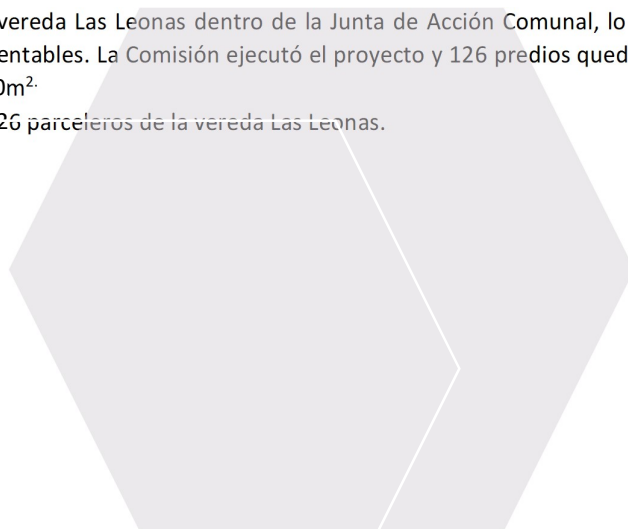 vereda Las Leonas dentro de la Junta de Acción Comunal, lo
entables. La Comisión ejecutó el proyecto y 126 predios qued
0m².
26 parceleros de la vereda Las Leonas.